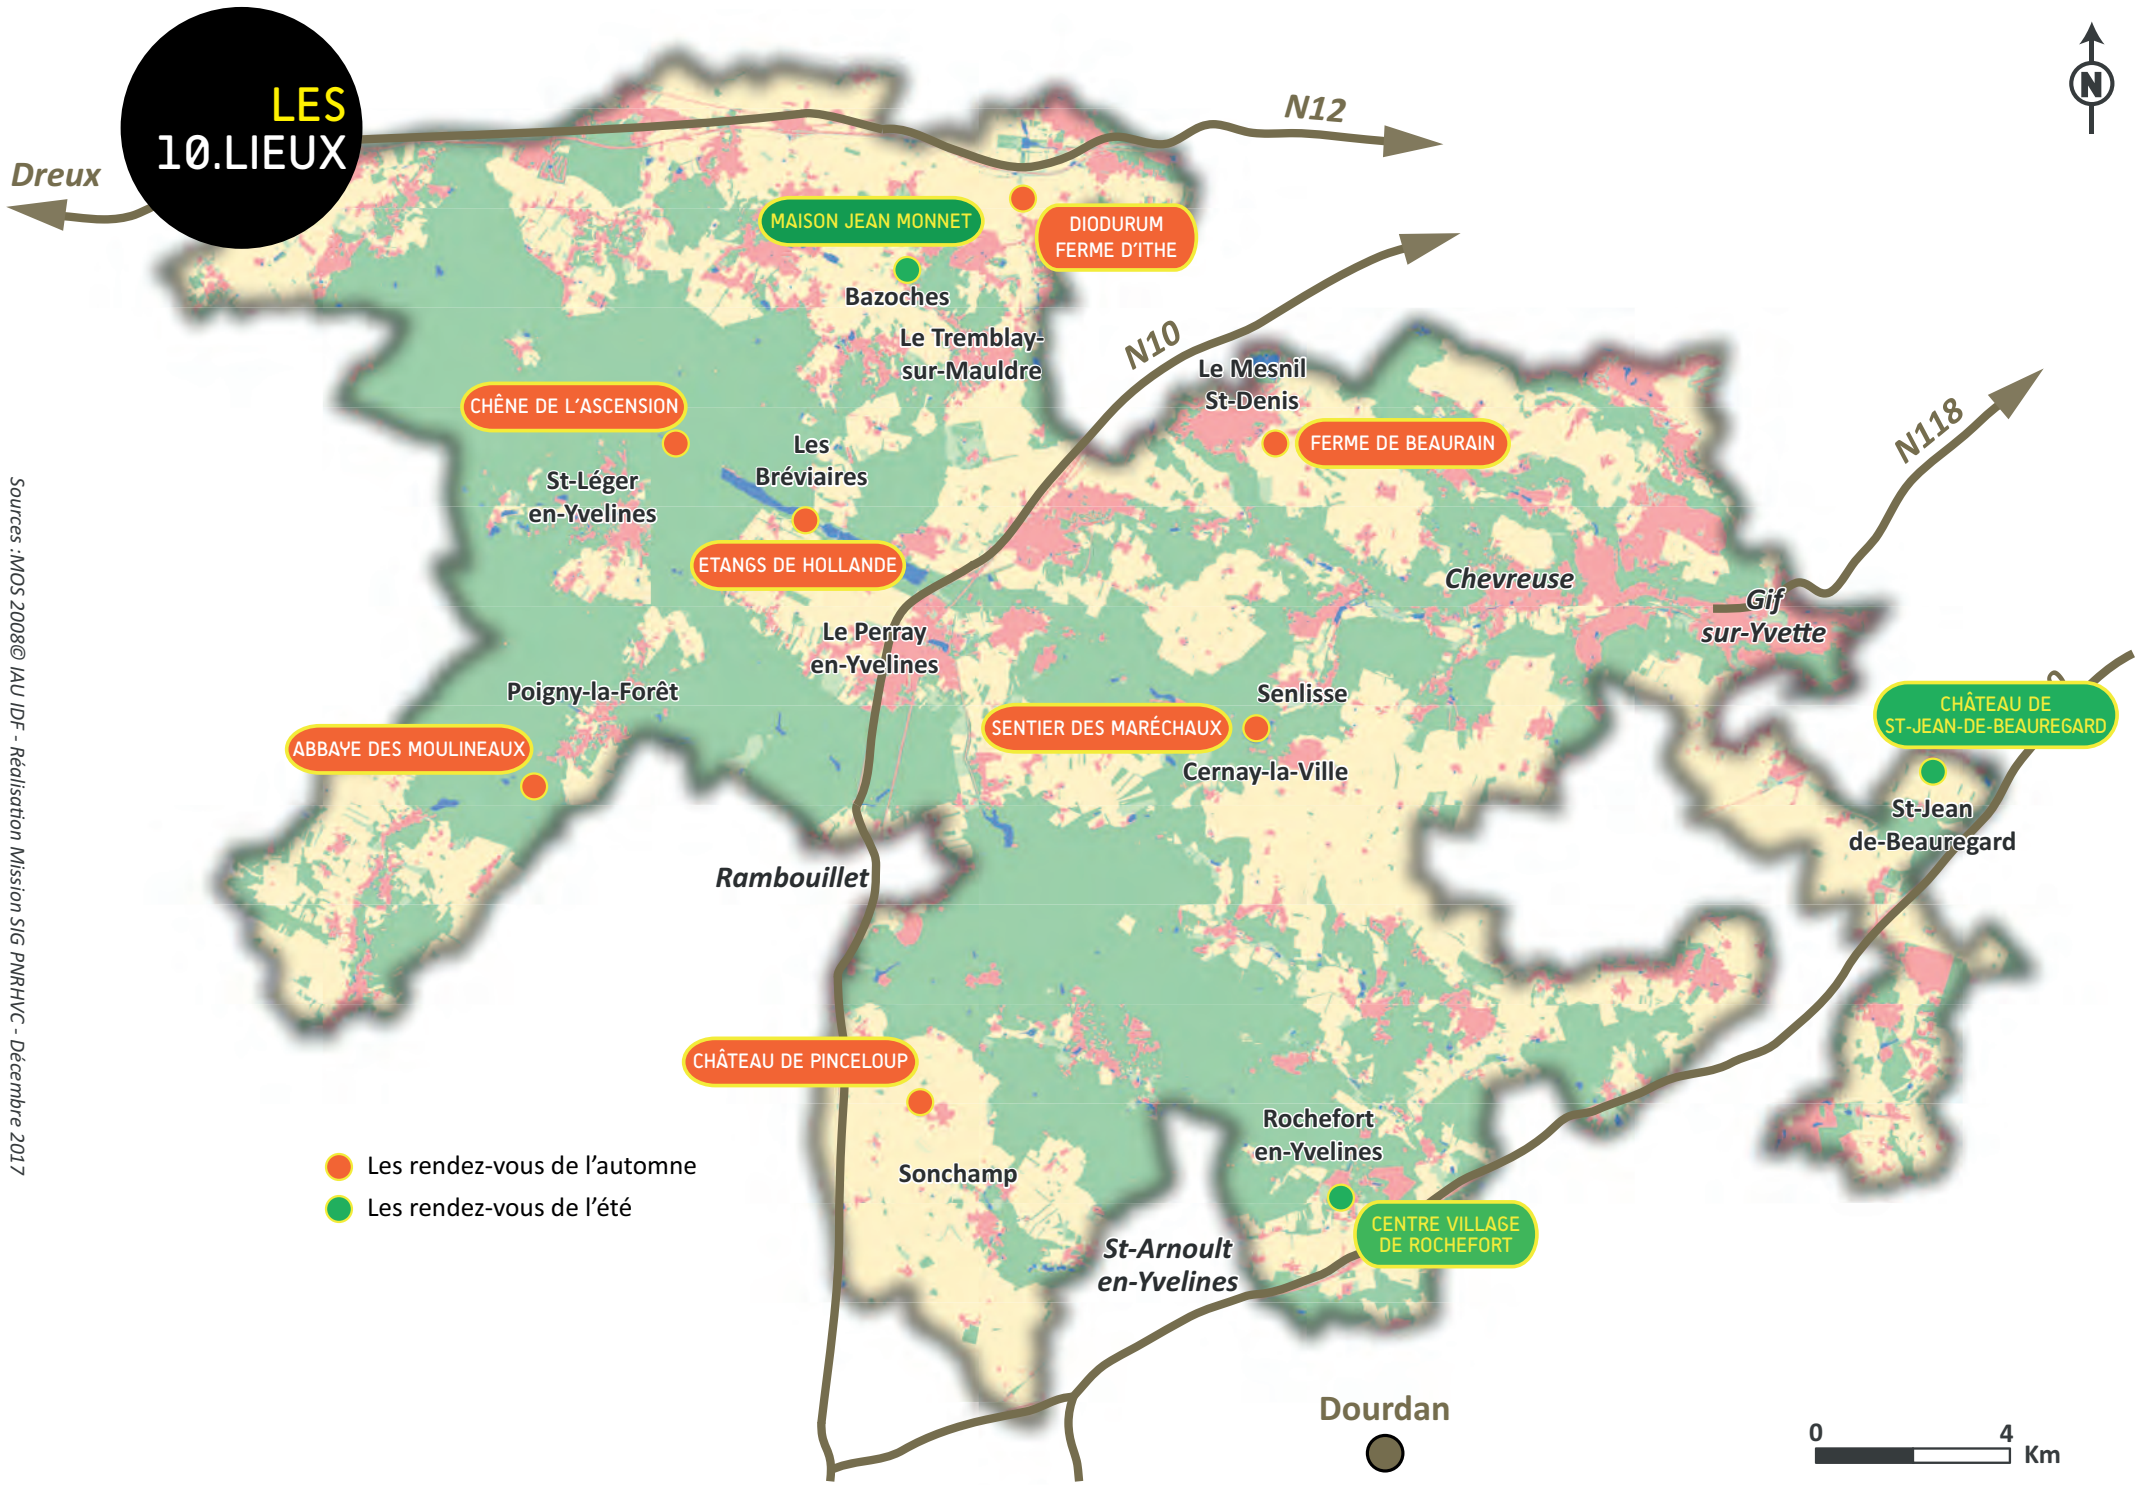 LES
10.LIEUX
Dreux
N12
N
MAISON JEAN MONNET
DIODURUM
FERME D'ITHE
Bazoches
Le Tremblay-
sur-Mauldre
N10
Le Mesnil
St-Denis
CHÊNE DE L'ASCENSION
FERME DE BEAURAIN
N118
Les
Bréviaires
St-Léger
en-Yvelines
ETANGS DE HOLLANDE
Chevreuse
Gif
sur-Yvette
Le Perray
en-Yvelines
Poigny-la-Forêt
Senlisse
SENTIER DES MARÉCHAUX
CHÂTEAU DE
ST-JEAN-DE-BEAUREGARD
ABBAYE DES MOULINEAUX
Cernay-la-Ville
St-Jean
de-Beauregard
Rambouillet
CHÂTEAU DE PINCELOUP
Rochefort
en-Yvelines
Sonchamp
Les rendez-vous de l'automne
Les rendez-vous de l'été
CENTRE VILLAGE
DE ROCHEFORT
St-Arnoult
en-Yvelines
Dourdan
0 4
Km
Sources :MOS 2008© IAU IDF - Réalisation Mission SIG PNRHVC - Décembre 2017